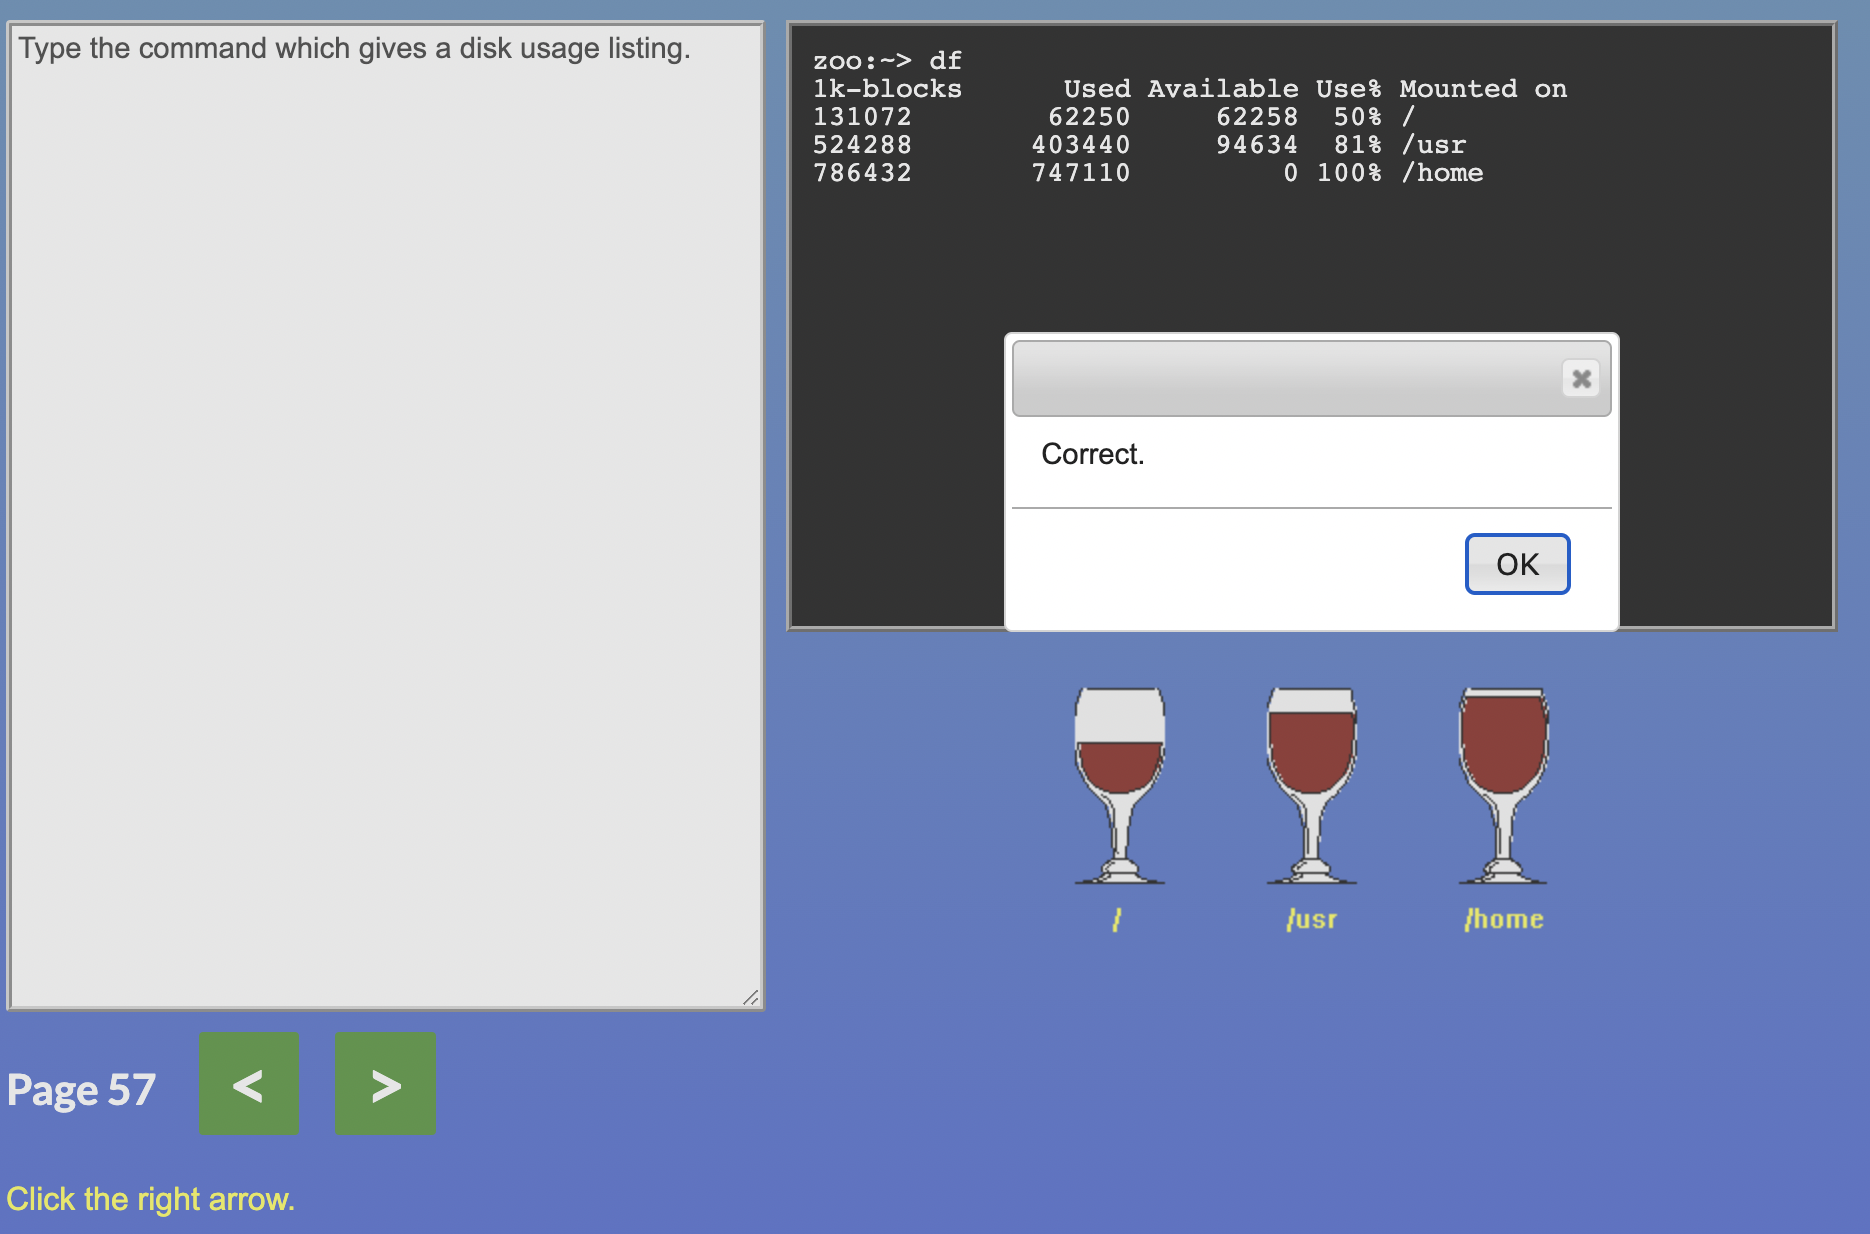 Type the command which gives a disk usage listing.
zoo:~> df
1k-blocks      Used Available Use% Mounted on
131072        62250     62258  50% /
524288       403440     94634  81% /usr
786432       747110         0 100% /home
Correct.
OK
/ /usr /home
Page 57 < >
Click the right arrow.